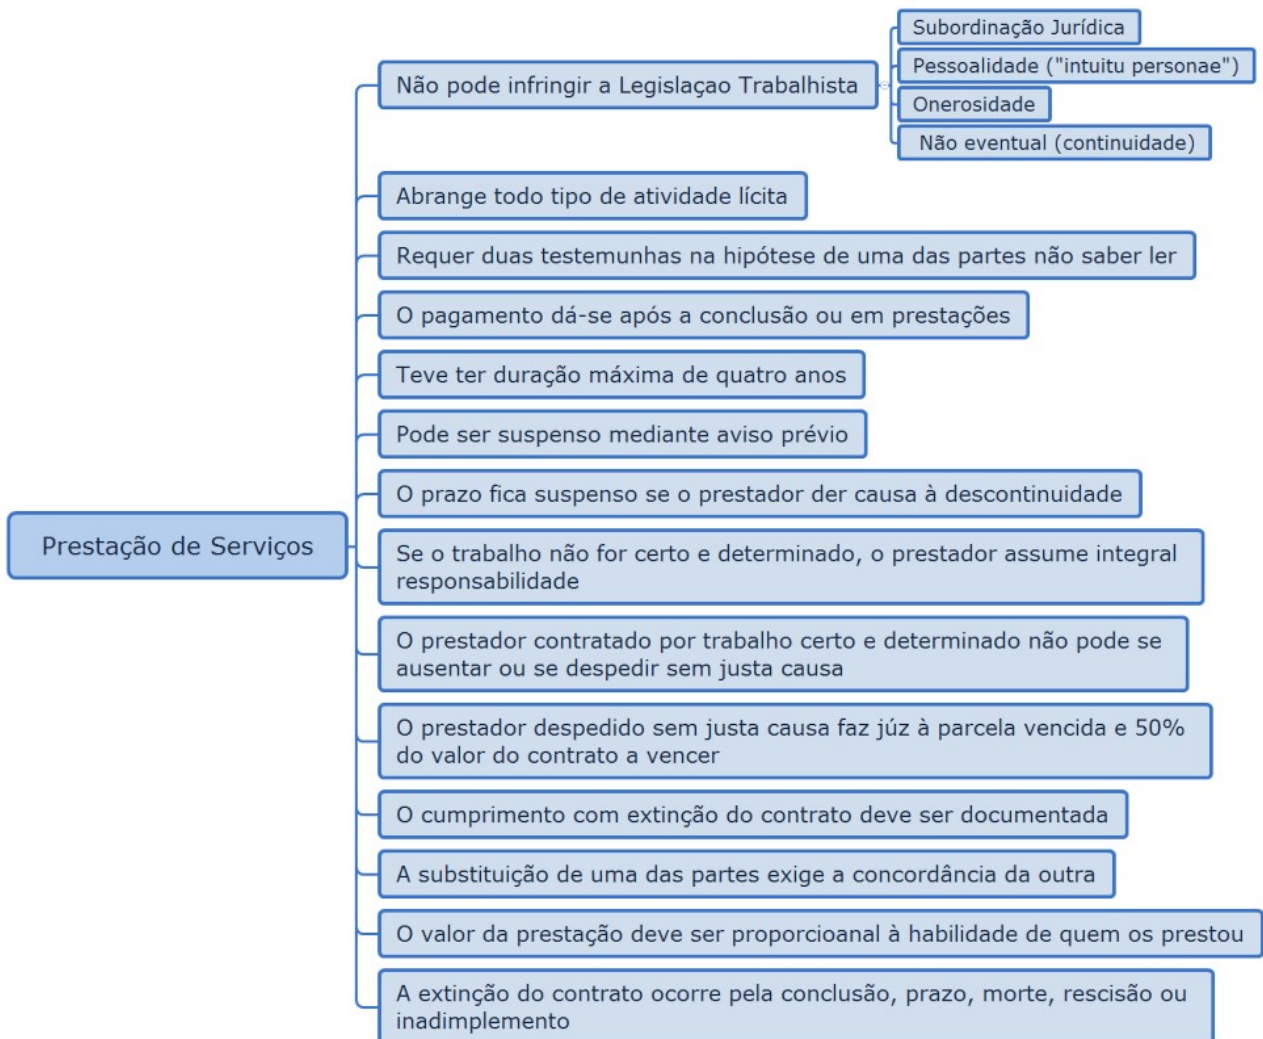 Subordinação Jurídica
Não pode infringir a Legislaçao Trabalhista
Pessoalidade ("intuitu personae")
Onerosidade
Não eventual (continuidade)
Abrange todo tipo de atividade lícita
Requer duas testemunhas na hipótese de uma das partes não saber ler
O pagamento dá-se após a conclusão ou em prestações
Teve ter duração máxima de quatro anos
Pode ser suspenso mediante aviso prévio
O prazo fica suspenso se o prestador der causa à descontinuidade
Prestação de Serviços
Se o trabalho não for certo e determinado, o prestador assume integral
responsabilidade
O prestador contratado por trabalho certo e determinado não pode se
ausentar ou se despedir sem justa causa
O prestador despedido sem justa causa faz júz à parcela vencida e 50%
do valor do contrato a vencer
O cumprimento com extinção do contrato deve ser documentada
A substituição de uma das partes exige a concordância da outra
O valor da prestação deve ser proporcioanal à habilidade de quem os prestou
A extinção do contrato ocorre pela conclusão, prazo, morte, rescisão ou
inadimplemento